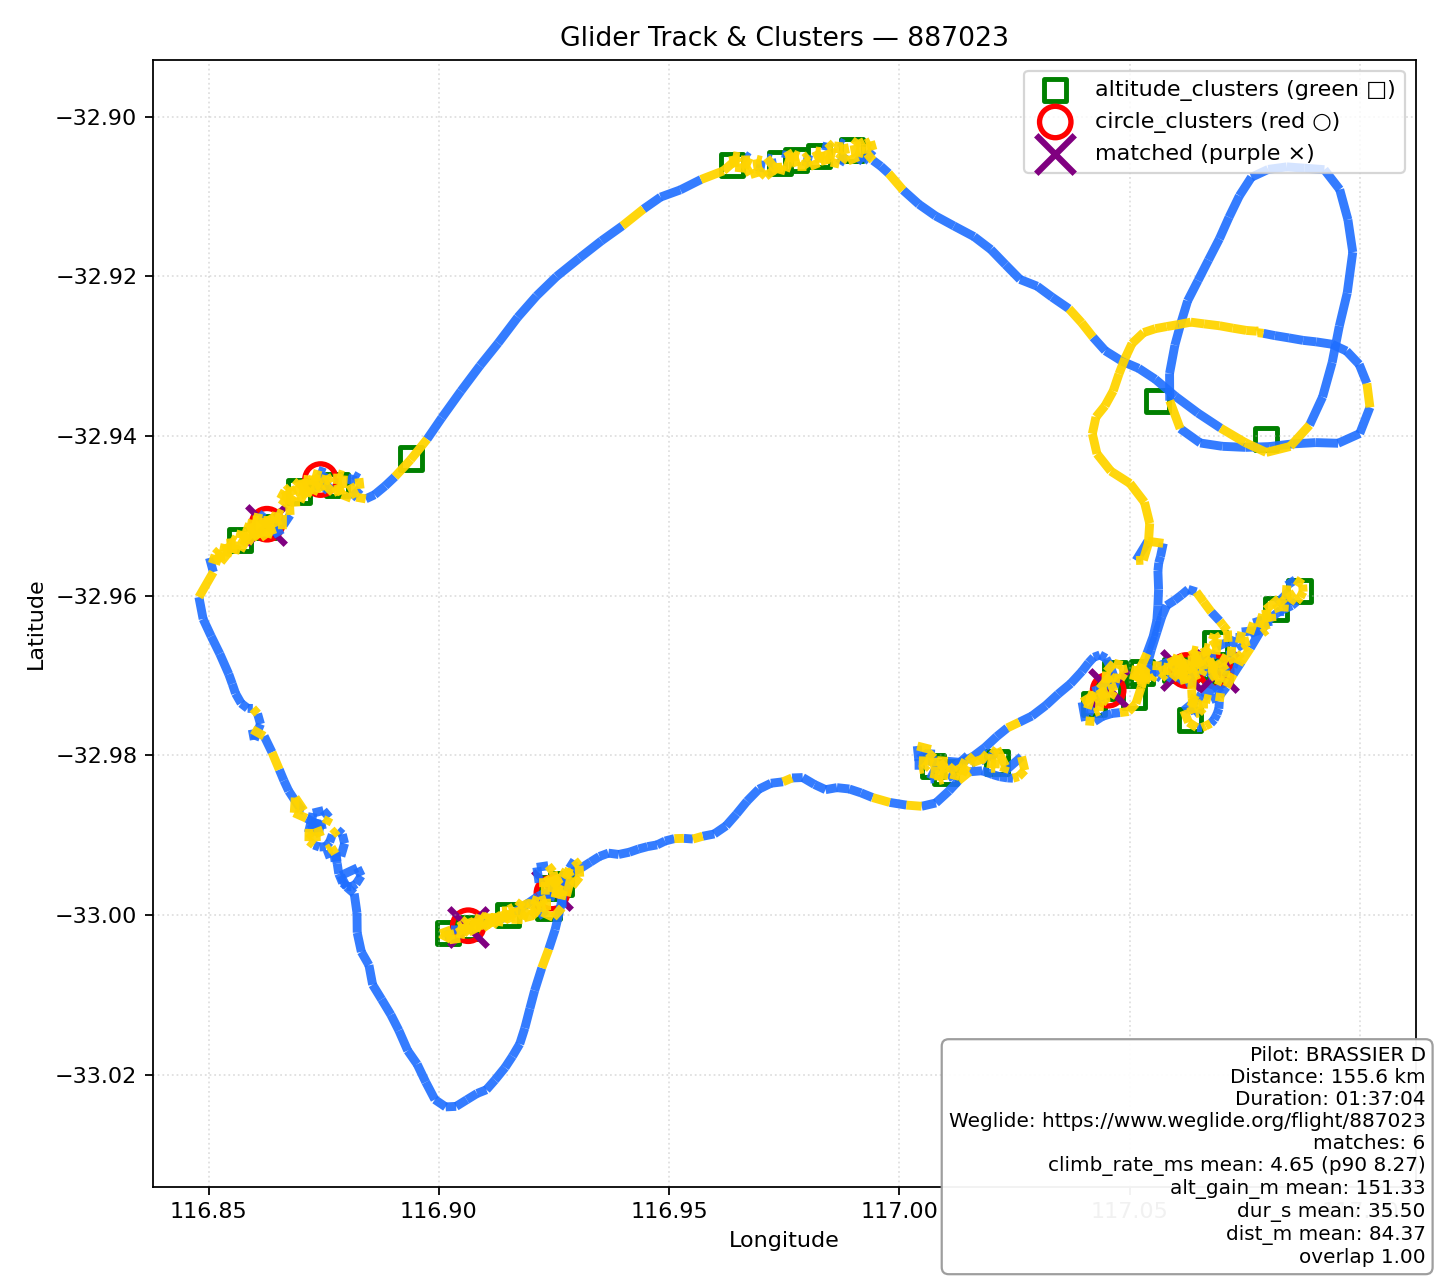 Glider Track & Clusters — 887023
altitude_clusters (green □)
circle_clusters (red ○)
matched (purple ×)
−32.90
−32.92
−32.94
−32.96
−32.98
−33.00
−33.02
Latitude
116.85
116.90
116.95
117.00
117.05
Longitude
Pilot: BRASSIER D
Distance: 155.6 km
Duration: 01:37:04
Weglide: https://www.weglide.org/flight/887023
matches: 6
climb_rate_ms mean: 4.65 (p90 8.27)
alt_gain_m mean: 151.33
dur_s mean: 35.50
dist_m mean: 84.37
overlap 1.00